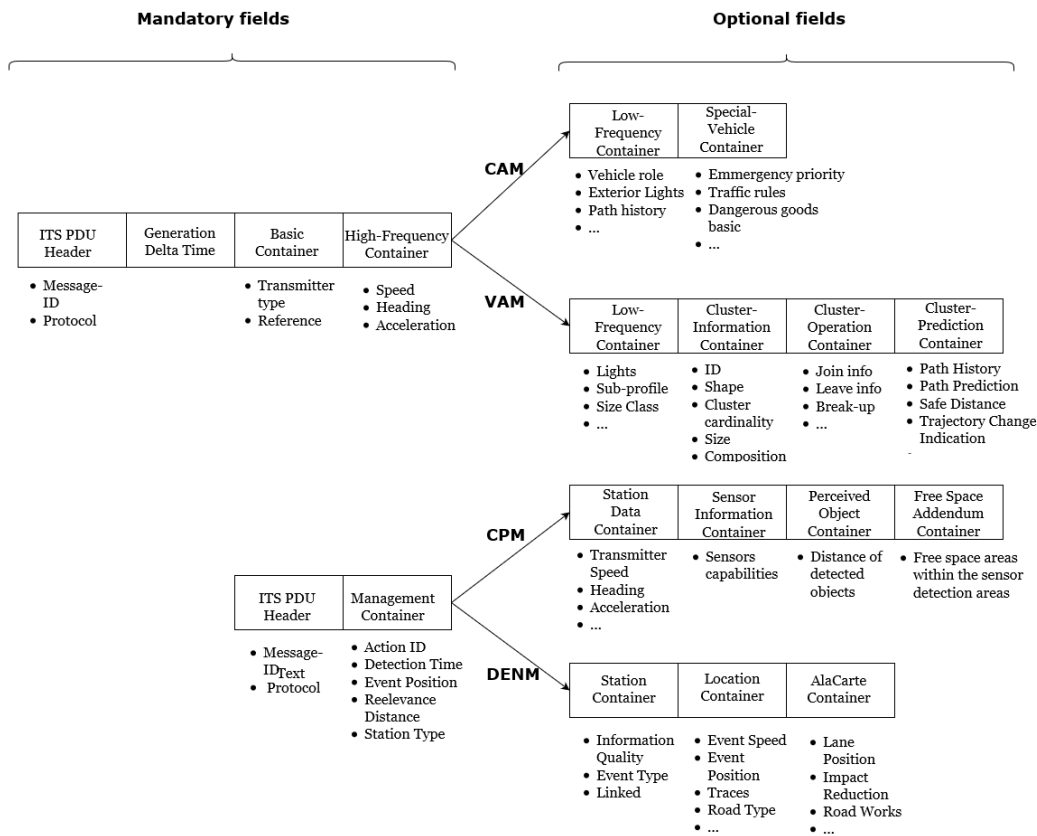 Mandatory fields
Optional fields
Low-
Frequency
Container
Special-
Vehicle
Container
CAM
• Vehicle role
• Exterior Lights
• Path history
• ...
• Emmergency priority
• Traffic rules
• Dangerous goods
basic
• ...
ITS PDU
Header
Generation
Delta Time
Basic
Container
High-Frequency
Container
• Message-
ID
• Protocol
• Transmitter
type
• Reference
• Speed
• Heading
• Acceleration
VAM
Low-
Frequency
Container
Cluster-
Information
Container
Cluster-
Operation
Container
Cluster-
Prediction
Container
• Lights
• Sub-profile
• Size Class
• ...
• ID
• Shape
• Cluster
cardinality
• Size
• Composition
• Join info
• Leave info
• Break-up
• ...
• Path History
• Path Prediction
• Safe Distance
• Trajectory Change
Indication
CPM
Station
Data
Container
Sensor
Information
Container
Perceived
Object
Container
Free Space
Addendum
Container
• Transmitter
Speed
• Heading
• Acceleration
• ...
• Sensors
capabilities
• Distance of
detected
objects
• Free space areas
within the sensor
detection areas
ITS PDU
Header
Management
Container
• Message-
ID
Text
• Protocol
• Action ID
• Detection Time
• Event Position
• Reelevance
Distance
• Station Type
DENM
Station
Container
Location
Container
AlaCarte
Container
• Information
Quality
• Event Type
• Linked
• Event Speed
• Event
Position
• Traces
• Road Type
• ...
• Lane
Position
• Impact
Reduction
• Road Works
• ...